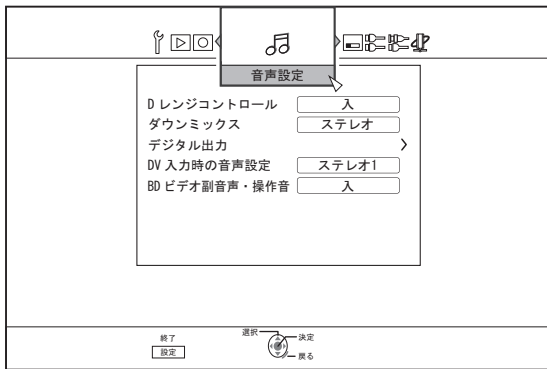 音声設定
D レンジコントロール 入
ダウンミックス ステレオ
デジタル出力
DV 入力時の音声設定 ステレオ1
BD ビデオ副音声・操作音 入
終了
設定
選択
決定
戻る